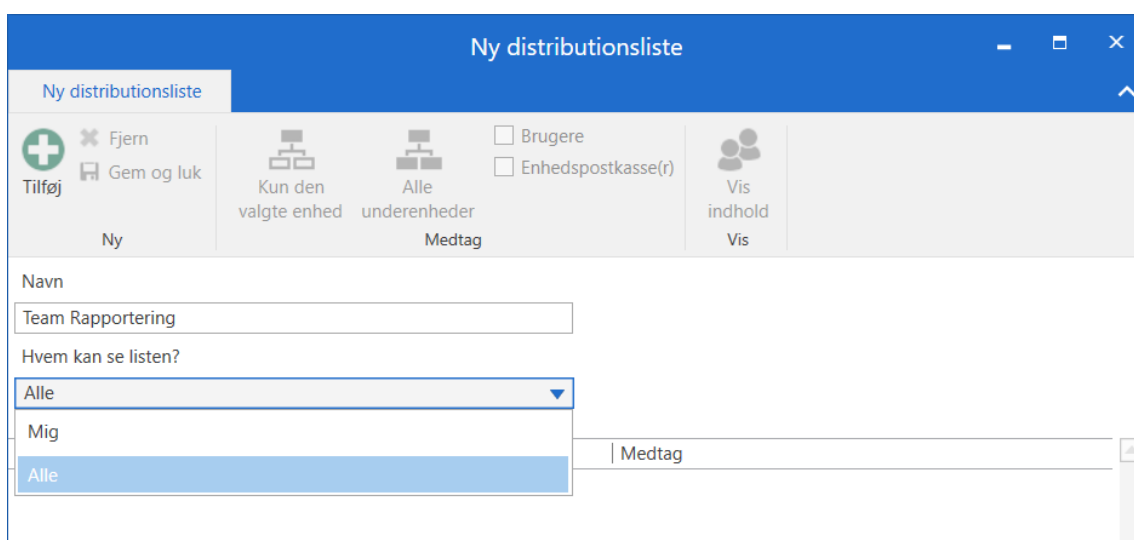 Ny distributionsliste
Ny distributionsliste
Tilføj
Fjern
Gem og luk
Ny
Kun den
valgte enhed
Alle
underenheder
Brugere
Enhedspostkasse(r)
Medtag
Vis
indhold
Vis
Navn
Team Rapportering
Hvem kan se listen?
Alle
Mig
Alle
Medtag